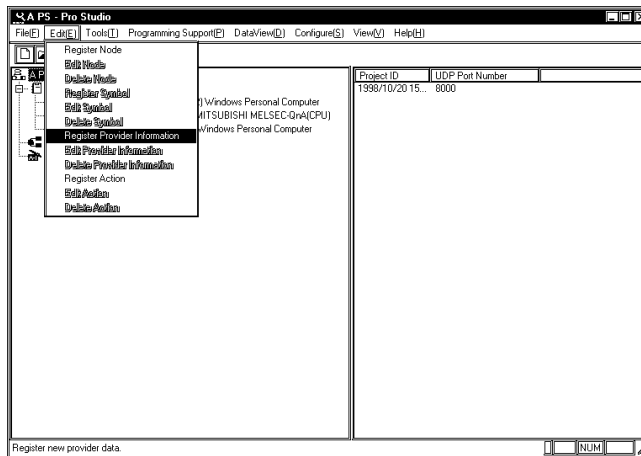 A PS - Pro Studio
File(F) Edit(E) Tools(T) Programming Support(P) DataView(D) Configure(S) View(V) Help(H)
Register Node
Edit Node
Delete Node
Register Symbol
Edit Symbol
Delete Symbol
Register Provider Information
Edit Provider Information
Delete Provider Information
Register Action
Edit Action
Delete Action
A P
) Windows Personal Computer
MITSUBISHI MELSEC-QnA(CPU)
Windows Personal Computer
Project ID UDP Port Number
1998/10/20 15... 8000
Register new provider data.
NUM